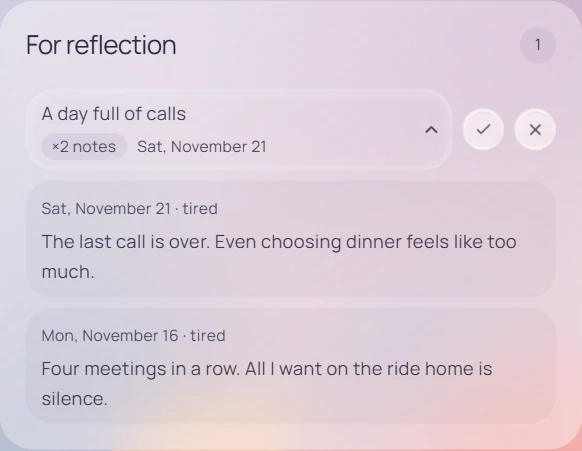 For reflection
1
A day full of calls
×2 notes Sat, November 21
Sat, November 21 · tired
The last call is over. Even choosing dinner feels like too
much.
Mon, November 16 · tired
Four meetings in a row. All I want on the ride home is
silence.